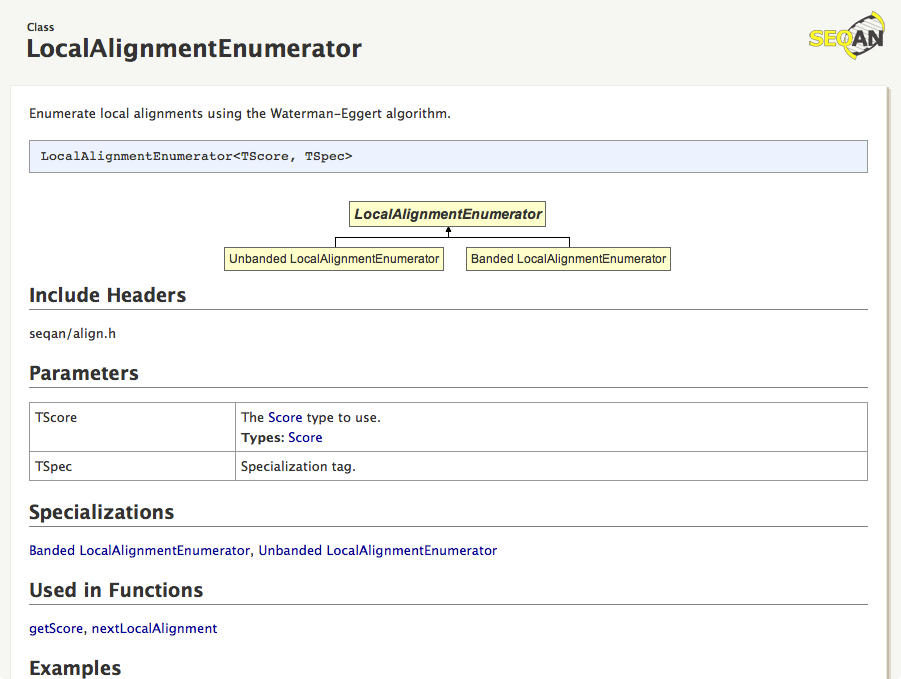 Class
LocalAlignmentEnumerator
SEQAN
Enumerate local alignments using the Waterman-Eggert algorithm.
LocalAlignmentEnumerator<TScore, TSpec>
LocalAlignmentEnumerator
Unbanded LocalAlignmentEnumerator
Banded LocalAlignmentEnumerator
Include Headers
seqan/align.h
Parameters
TScore
The Score type to use.
Types: Score
TSpec
Specialization tag.
Specializations
Banded LocalAlignmentEnumerator, Unbanded LocalAlignmentEnumerator
Used in Functions
getScore, nextLocalAlignment
Examples